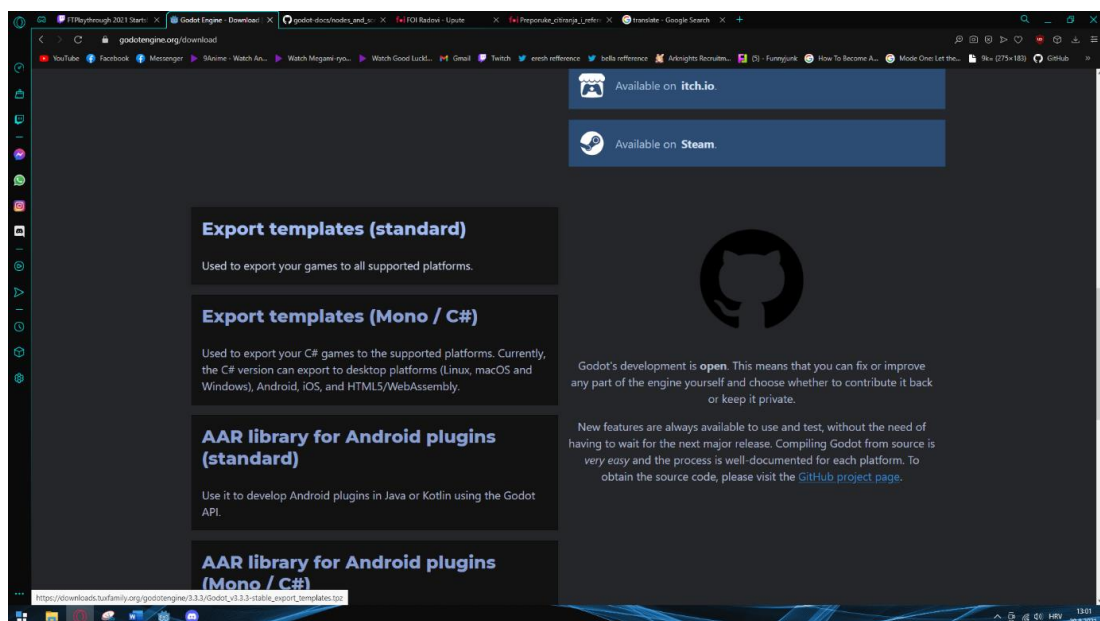 FTPlaythrough 2021 Starts:
Godot Engine - Download
godot-docs/nodes_and_sc
FOI Radovi - Upute
Preporuke_citiranja_i_refere
translate - Google Search
godotengine.org/download
YouTube
Facebook
Messenger
9Anime - Watch An...
Watch Megami-ryo...
Watch Good Luck!...
Gmail
Twitch
eresh refference
bella refference
Arknights Recruitm...
(5) - Funnyjunk
How To Become A...
Mode One: Let the...
9k= (275×183)
GitHub
Available on itch.io.
Available on Steam.
Export templates (standard)
Used to export your games to all supported platforms.
Export templates (Mono / C#)
Used to export your C# games to the supported platforms. Currently,
the C# version can export to desktop platforms (Linux, macOS and
Windows), Android, iOS, and HTML5/WebAssembly.
AAR library for Android plugins
(standard)
Use it to develop Android plugins in Java or Kotlin using the Godot
API.
AAR library for Android plugins
(Mono / C#)
Godot's development is open. This means that you can fix or improve
any part of the engine yourself and choose whether to contribute it back
or keep it private.
New features are always available to use and test, without the need of
having to wait for the next major release. Compiling Godot from source is
very easy and the process is well-documented for each platform. To
obtain the source code, please visit the GitHub project page.
https://downloads.tuxfamily.org/godotengine/3.3.3/Godot_v3.3.3-stable_export_templates.tpz
HRV
13:01